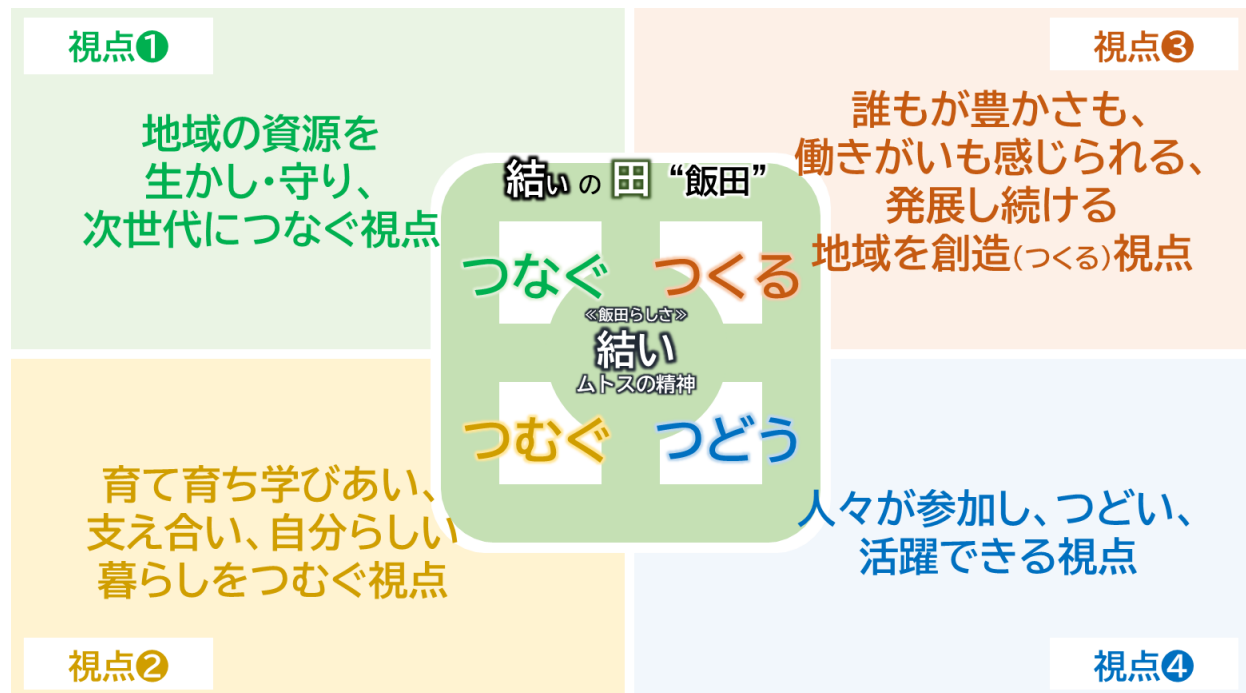 視点❶
地域の資源を
生かし・守り、
次世代につなぐ視点
視点❸
誰もが豊かさも、
働きがいも感じられる、
発展し続ける
地域を創造(つくる)視点
結い の 田 “飯田”
つなぐ
つくる
≪飯田らしさ≫
結い
ムトスの精神
つむぐ
つどう
育て育ち学びあい、
支え合い、自分らしい
暮らしをつむぐ視点
視点❷
人々が参加し、つどい、
活躍できる視点
視点❹